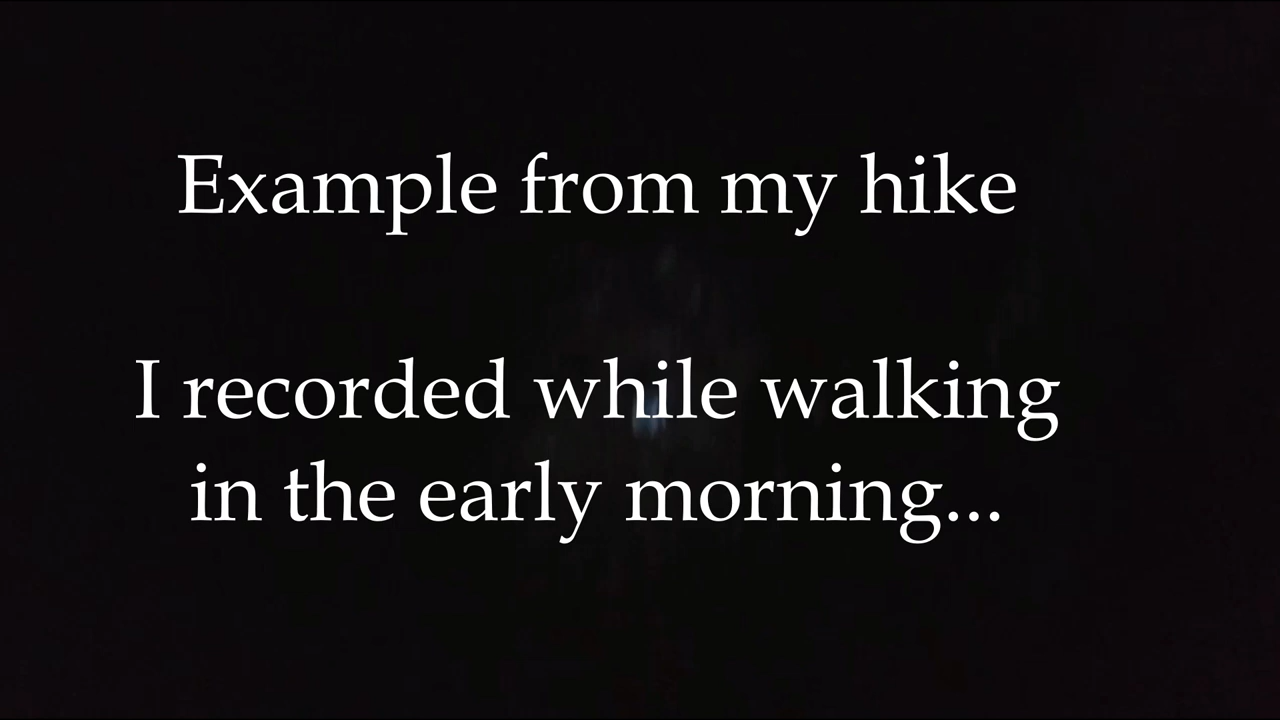 Example from my hike
I recorded while walking
in the early morning...